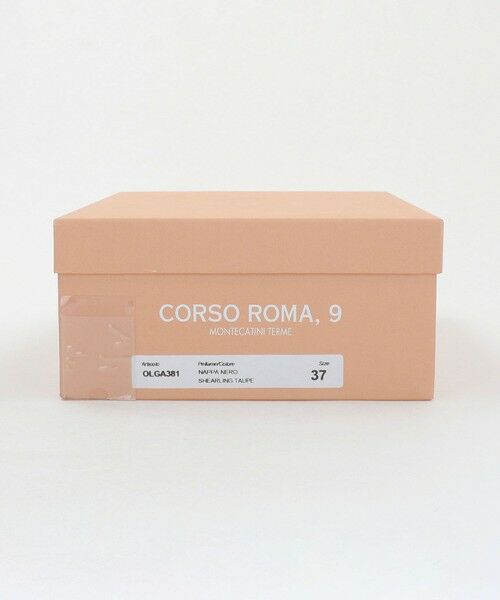 CORSO ROMA, 9
MONTECATINI TERME
Articolo Pellame/Colore Size
OLGA381 NAPPA NERO 37
SHEARLING TAUPE